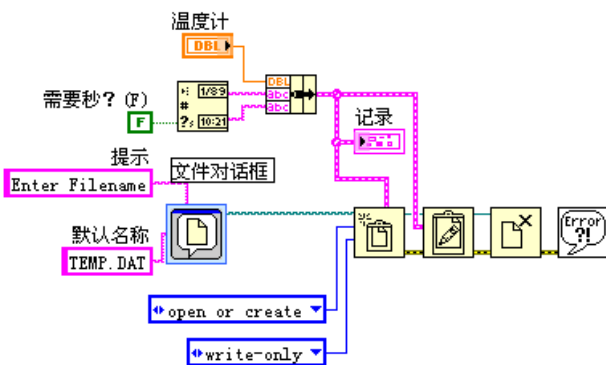 温度计
DBL
需要秒？(F)
1/89
#
?: 10:21
F
DBL
abc
abc
记录
提示
Enter Filename
文件对话框
默认名称
TEMP.DAT
Error
?!
open or create
write-only